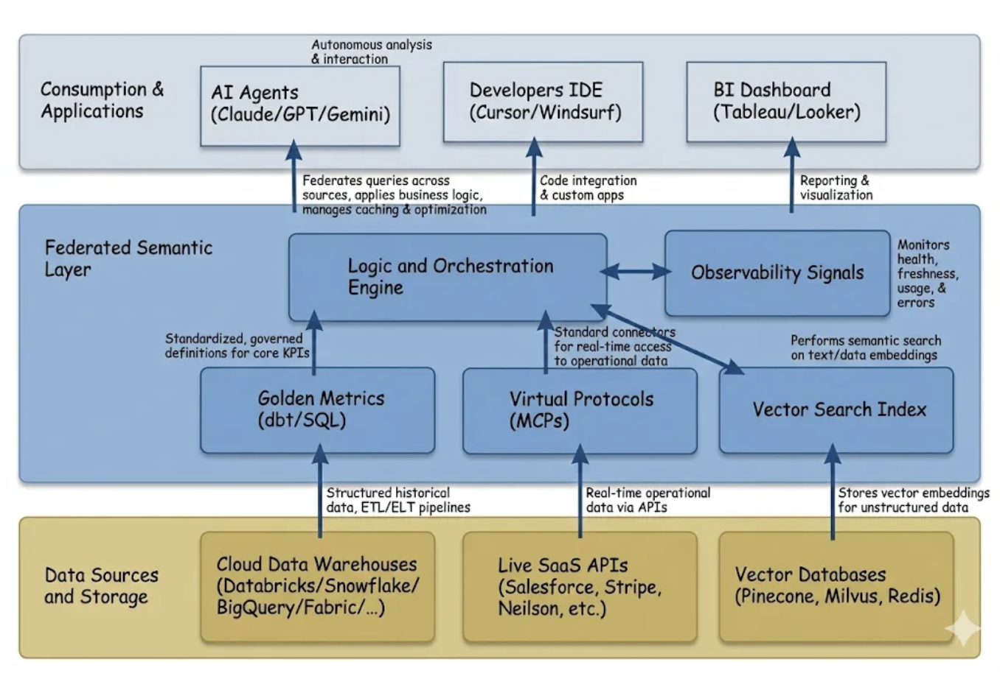 Autonomous analysis
& interaction
Consumption &
Applications
AI Agents
(Claude/GPT/Gemini)
Developers IDE
(Cursor/Windsurf)
BI Dashboard
(Tableau/Looker)
Federates queries across
sources, applies business logic,
manages caching & optimization
Code integration
& custom apps
Reporting &
visualization
Federated Semantic
Layer
Logic and Orchestration
Engine
Observability Signals
Monitors
health,
freshness,
usage, &
errors
Standardized, governed
definitions for core KPIs
Standard connectors
for real-time access
to operational data
Performs semantic search
on text/data embeddings
Golden Metrics
(dbt/SQL)
Virtual Protocols
(MCPs)
Vector Search Index
Structured historical
data, ETL/ELT pipelines
Real-time operational
data via APIs
Stores vector embeddings
for unstructured data
Data Sources
and Storage
Cloud Data Warehouses
(Databricks/Snowflake/
BigQuery/Fabric/...)
Live SaaS APIs
(Salesforce, Stripe,
Neilson, etc.)
Vector Databases
(Pinecone, Milvus, Redis)